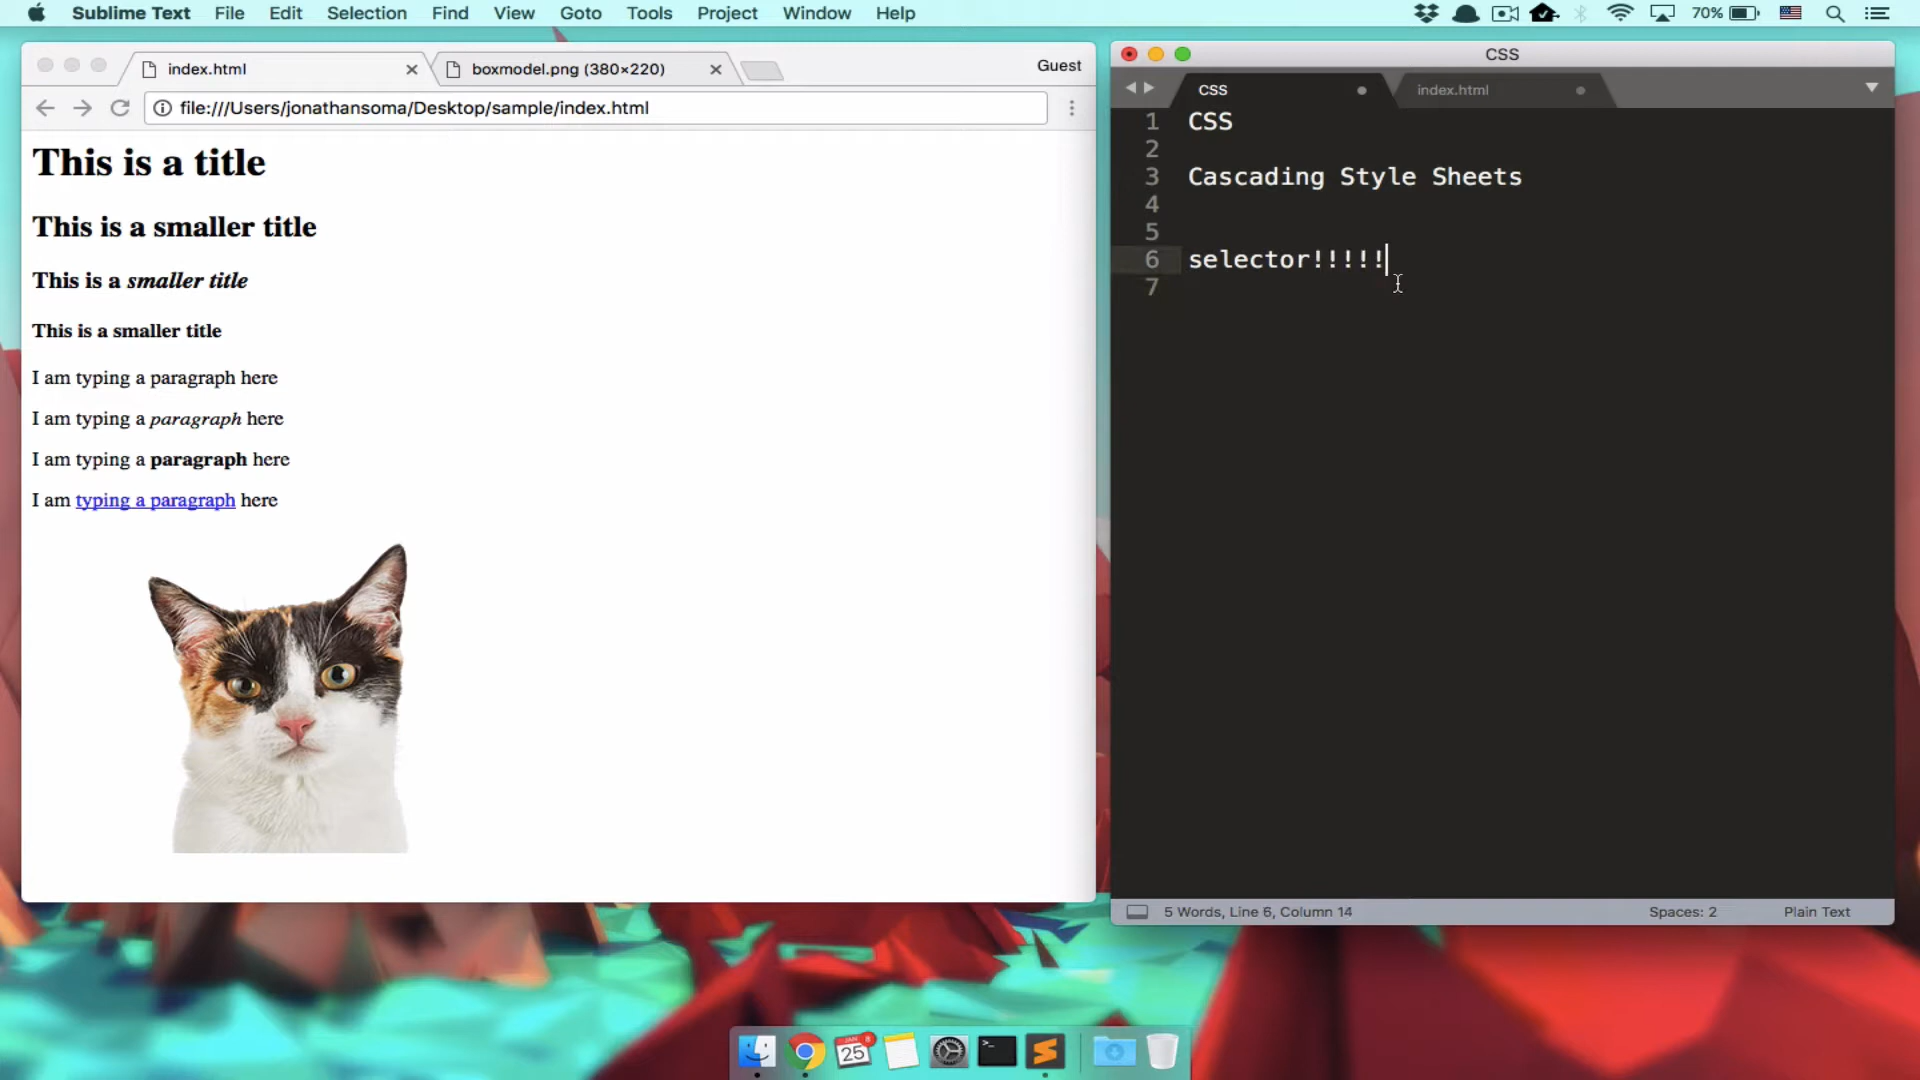 Sublime Text File Edit Selection Find View Goto Tools Project Window Help 70%
index.html boxmodel.png (380×220) Guest
file:///Users/jonathansoma/Desktop/sample/index.html
This is a title
This is a smaller title
This is a smaller title
This is a smaller title
I am typing a paragraph here
I am typing a paragraph here
I am typing a paragraph here
I am typing a paragraph here
CSS
CSS index.html
1 CSS
2
3 Cascading Style Sheets
4
5
6 selector!!!!!
7
5 Words, Line 6, Column 14 Spaces: 2 Plain Text
JAN 8
25
>_